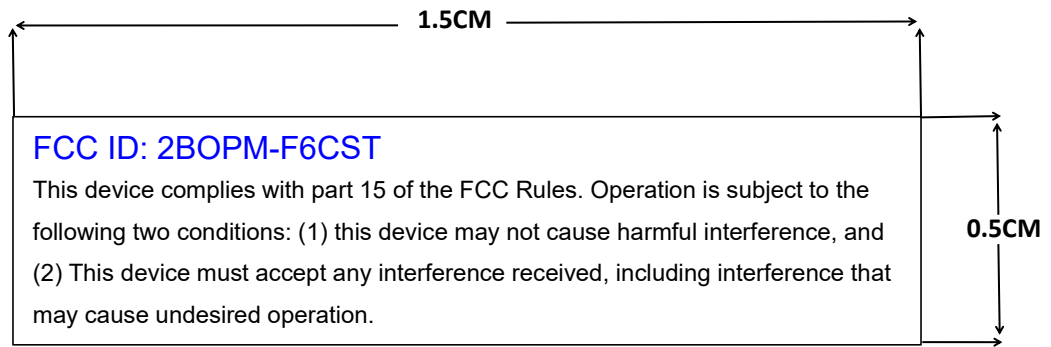 1.5CM
FCC ID: 2BOPM-F6CST
This device complies with part 15 of the FCC Rules. Operation is subject to the
following two conditions: (1) this device may not cause harmful interference, and
(2) This device must accept any interference received, including interference that
may cause undesired operation.
0.5CM